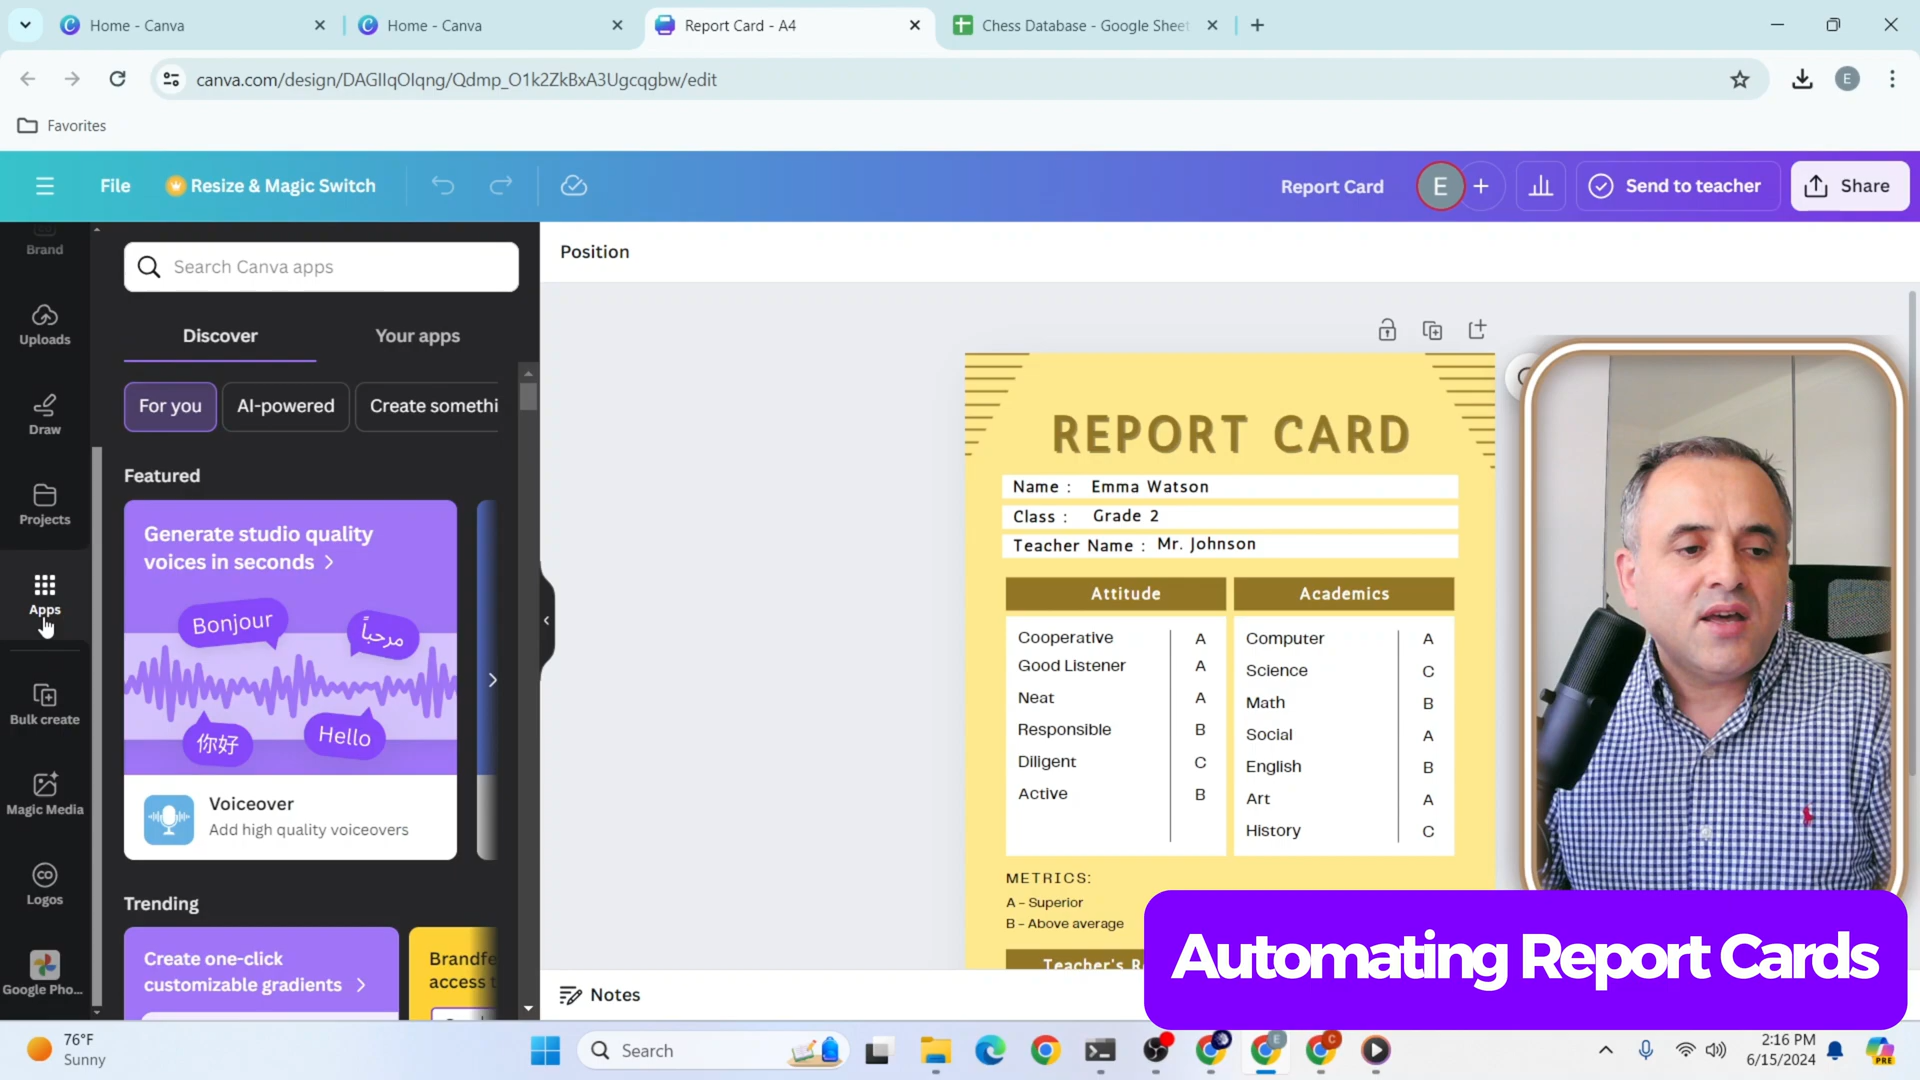 Home - Canva
Home - Canva
Report Card - A4
Chess Database - Google Sheet
canva.com/design/DAGIIqOIqng/Qdmp_O1k2ZkBxA3Ugcqgbw/edit
E
Favorites
File
Resize & Magic Switch
Report Card
E
Send to teacher
Share
Brand
Uploads
Draw
Projects
Apps
Bulk create
Magic Media
Logos
Google Pho...
Search Canva apps
Discover
Your apps
For you
AI-powered
Create somethi
Featured
Generate studio quality
voices in seconds
Bonjour
مرحباً
你好
Hello
Voiceover
Add high quality voiceovers
Trending
Create one-click
customizable gradients
Brandfe
access t
Position
REPORT CARD
Name : Emma Watson
Class : Grade 2
Teacher Name : Mr. Johnson
Attitude
Cooperative A
Good Listener A
Neat A
Responsible B
Diligent C
Active B
Academics
Computer A
Science C
Math B
Social A
English B
Art A
History C
METRICS:
A - Superior
B - Above average
Teacher's R
Automating Report Cards
Notes
76°F
Sunny
Search
E
C
2:16 PM
6/15/2024
PRE